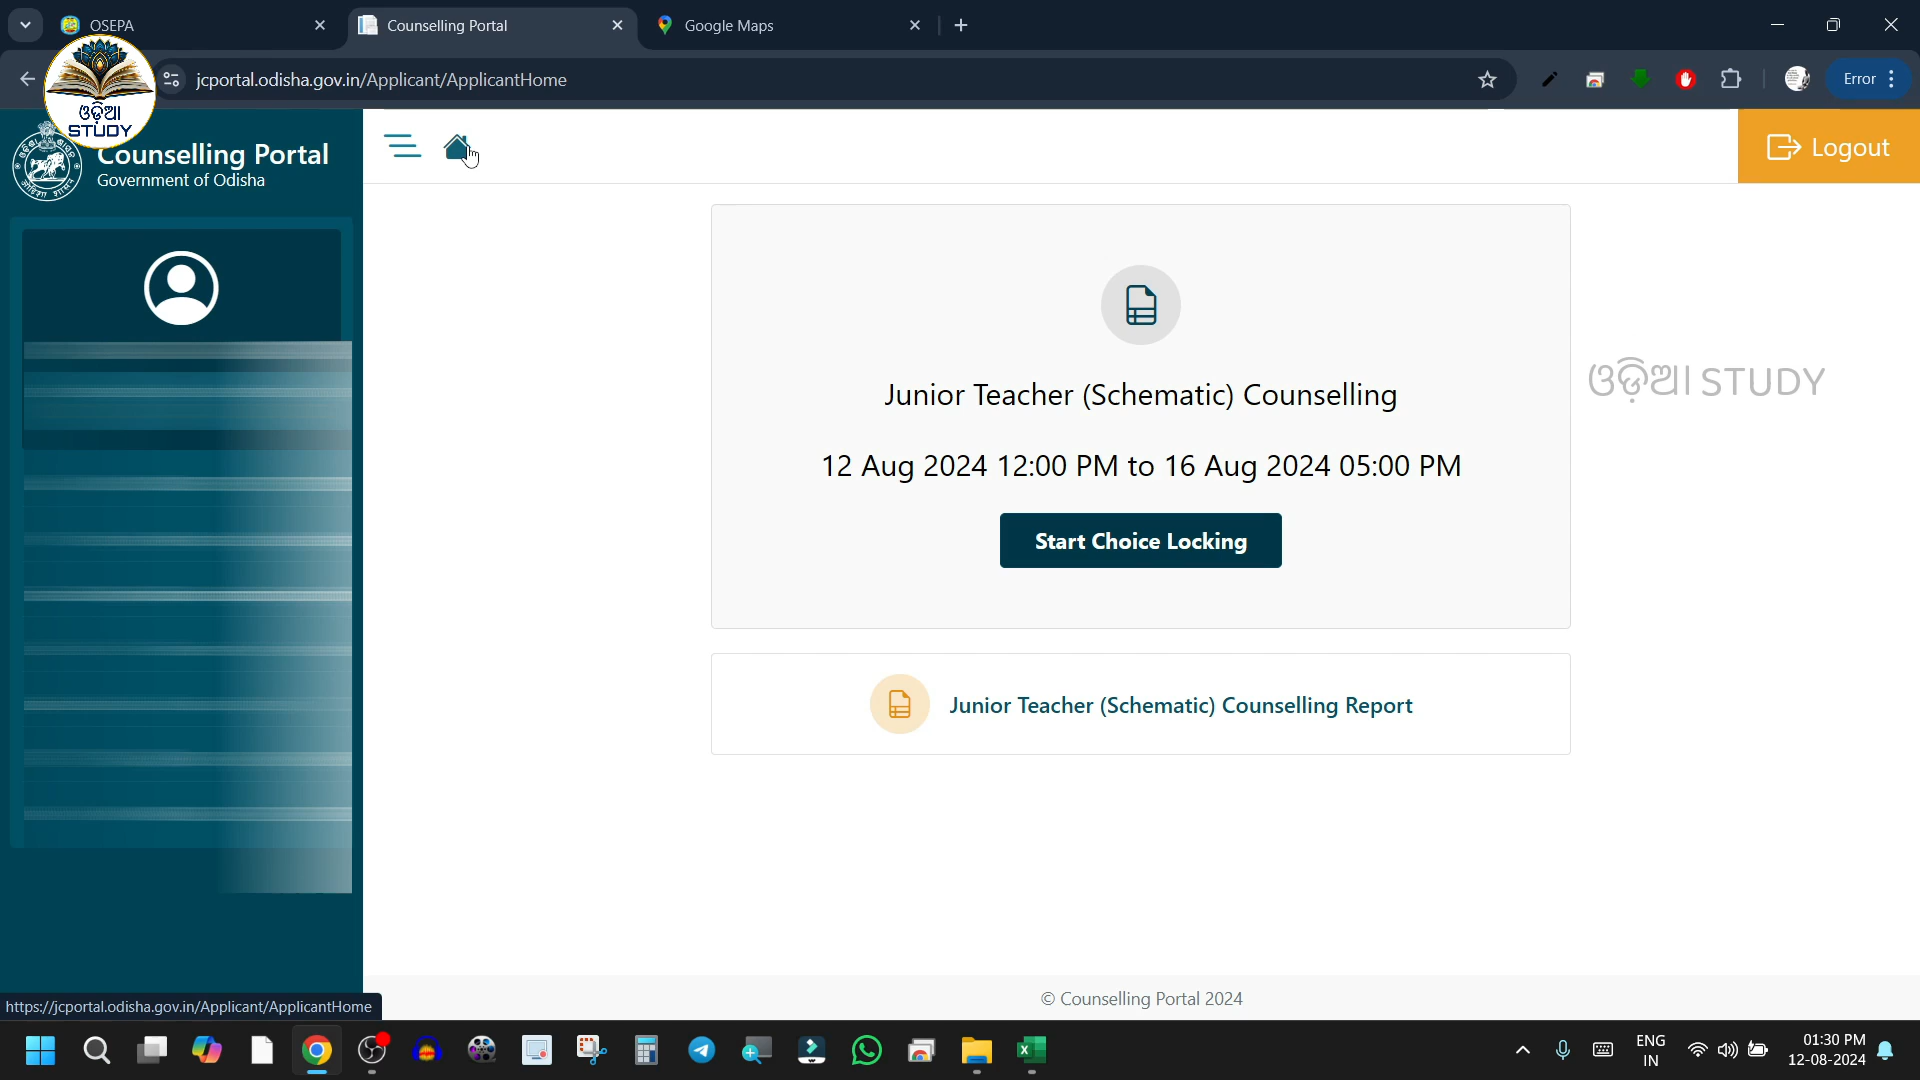 OSEPA
Counselling Portal
Google Maps
jcportal.odisha.gov.in/Applicant/ApplicantHome
Error
ଓଡ଼ିଆ
STUDY
Counselling Portal
Government of Odisha
Logout
Junior Teacher (Schematic) Counselling
12 Aug 2024 12:00 PM to 16 Aug 2024 05:00 PM
Start Choice Locking
ଓଡ଼ିଆ STUDY
Junior Teacher (Schematic) Counselling Report
© Counselling Portal 2024
https://jcportal.odisha.gov.in/Applicant/ApplicantHome
ENG
IN
01:30 PM
12-08-2024